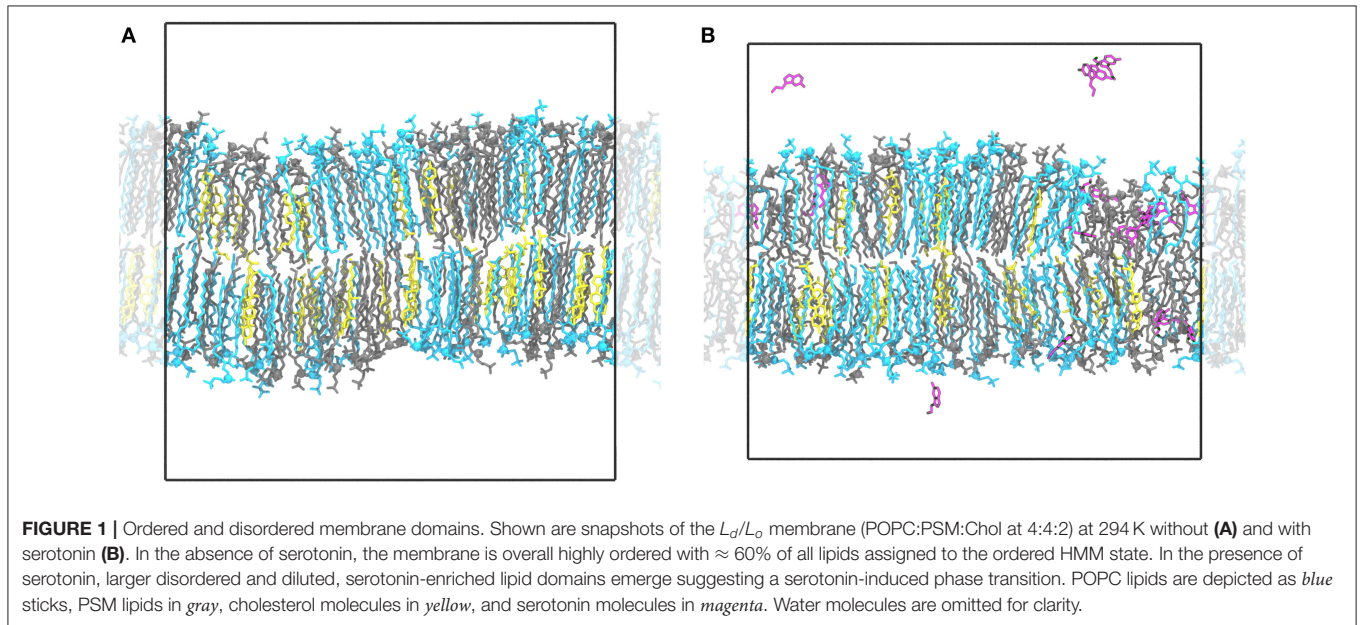 A
B
FIGURE 1 | Ordered and disordered membrane domains. Shown are snapshots of the Ld/Lo membrane (POPC:PSM:Chol at 4:4:2) at 294 K without (A) and with
serotonin (B). In the absence of serotonin, the membrane is overall highly ordered with ≈ 60% of all lipids assigned to the ordered HMM state. In the presence of
serotonin, larger disordered and diluted, serotonin-enriched lipid domains emerge suggesting a serotonin-induced phase transition. POPC lipids are depicted as blue
sticks, PSM lipids in gray, cholesterol molecules in yellow, and serotonin molecules in magenta. Water molecules are omitted for clarity.